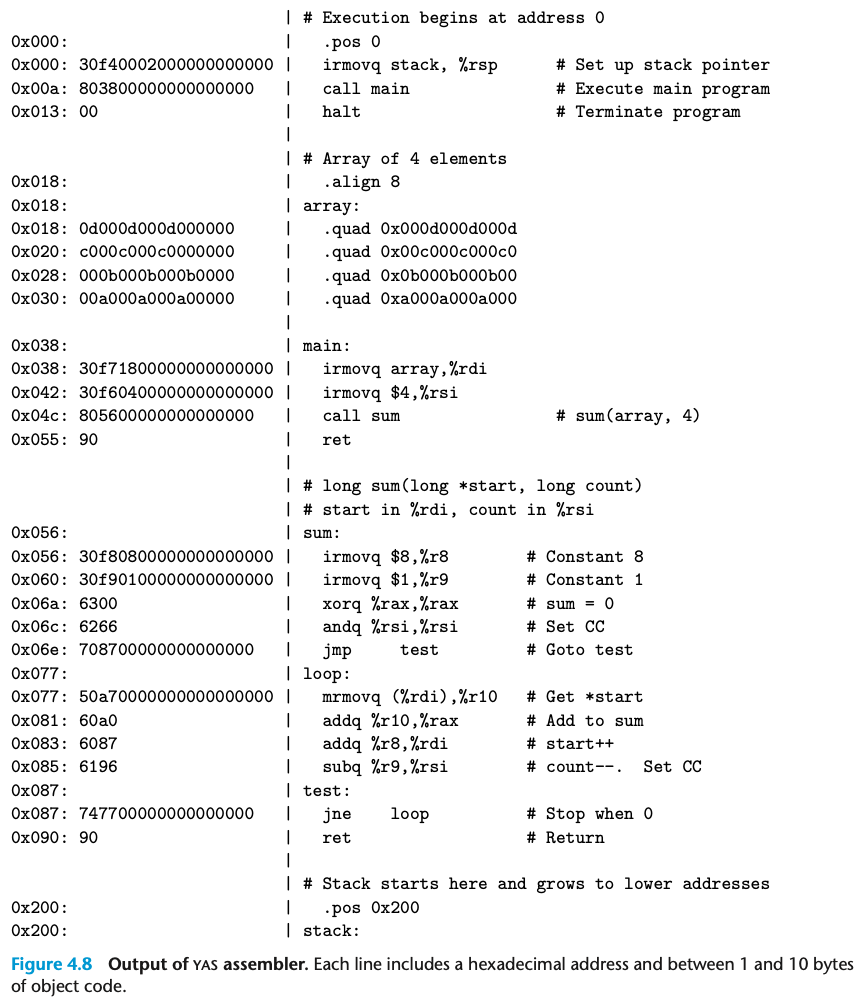 | # Execution begins at address 0
0x000: | .pos 0
0x000: 30f40002000000000000 | irmovq stack, %rsp # Set up stack pointer
0x00a: 803800000000000000 | call main # Execute main program
0x013: 00 | halt # Terminate program
|
| # Array of 4 elements
0x018: | .align 8
0x018: | array:
0x018: 0d000d000d000000 | .quad 0x000d000d000d
0x020: c000c000c0000000 | .quad 0x00c000c000c0
0x028: 000b000b000b0000 | .quad 0x0b000b000b00
0x030: 00a000a000a00000 | .quad 0xa000a000a000
|
0x038: | main:
0x038: 30f71800000000000000 | irmovq array,%rdi
0x042: 30f60400000000000000 | irmovq $4,%rsi
0x04c: 805600000000000000 | call sum # sum(array, 4)
0x055: 90 | ret
|
| # long sum(long *start, long count)
| # start in %rdi, count in %rsi
0x056: | sum:
0x056: 30f80800000000000000 | irmovq $8,%r8 # Constant 8
0x060: 30f90100000000000000 | irmovq $1,%r9 # Constant 1
0x06a: 6300 | xorq %rax,%rax # sum = 0
0x06c: 6266 | andq %rsi,%rsi # Set CC
0x06e: 708700000000000000 | jmp test # Goto test
0x077: | loop:
0x077: 50a70000000000000000 | mrmovq (%rdi),%r10 # Get *start
0x081: 60a0 | addq %r10,%rax # Add to sum
0x083: 6087 | addq %r8,%rdi # start++
0x085: 6196 | subq %r9,%rsi # count--. Set CC
0x087: | test:
0x087: 747700000000000000 | jne loop # Stop when 0
0x090: 90 | ret # Return
|
| # Stack starts here and grows to lower addresses
0x200: | .pos 0x200
0x200: | stack:
Figure 4.8 Output of YAS assembler. Each line includes a hexadecimal address and between 1 and 10 bytes
of object code.